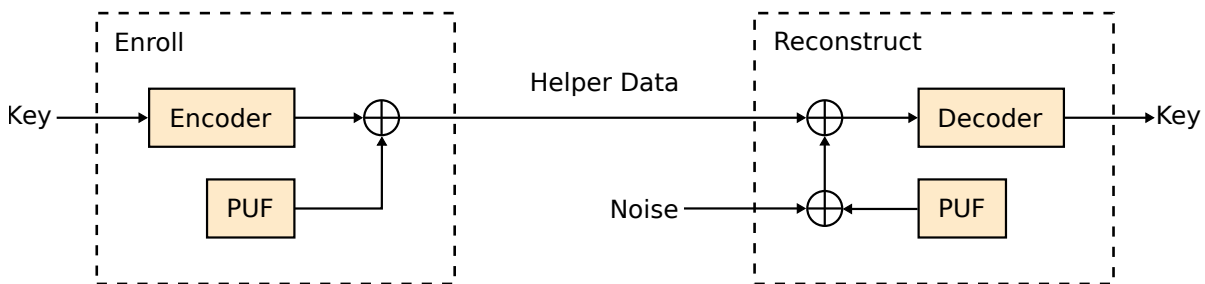 Enroll
Reconstruct
Helper Data
Key
Encoder
Decoder
Key
PUF
Noise
PUF